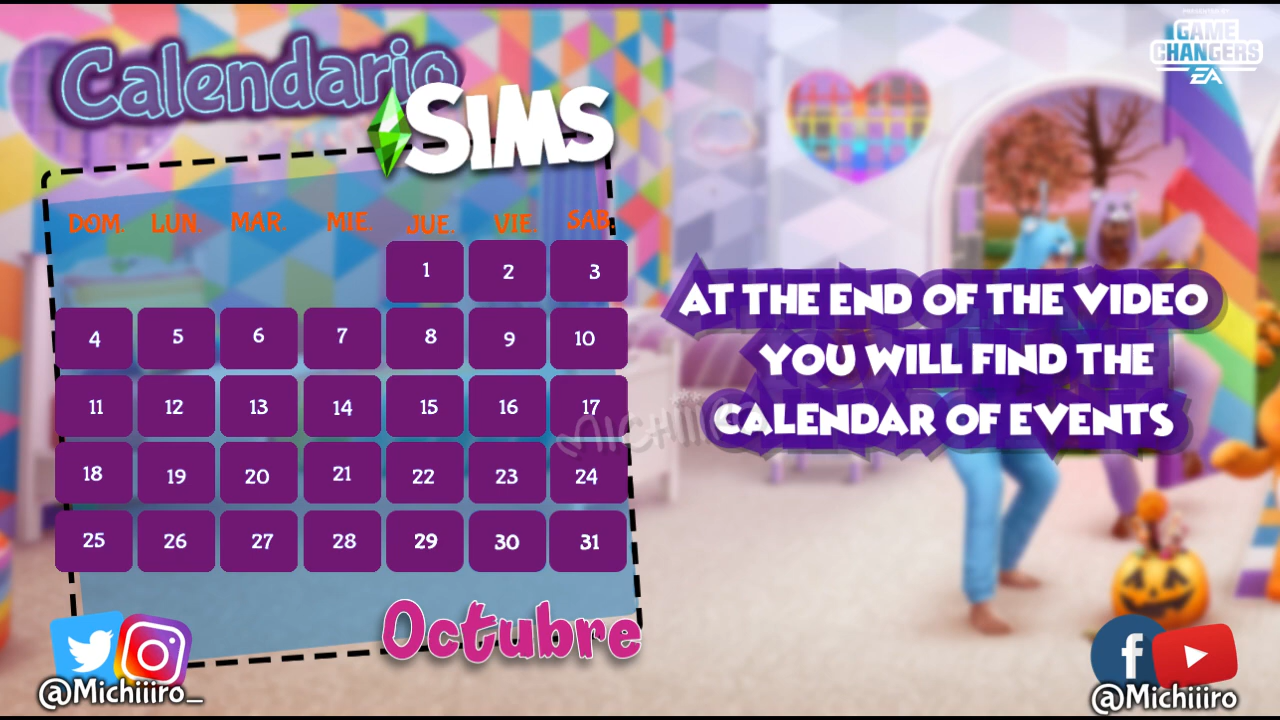 PRESENTED BY
GAME
CHANGERS
EA
Calendario
SIMS
DOM. LUN. MAR. MIE. JUE. VIE. SAB.
1 2 3
4 5 6 7 8 9 10
11 12 13 14 15 16 17
18 19 20 21 22 23 24
25 26 27 28 29 30 31
Octubre
AT THE END OF THE VIDEO
YOU WILL FIND THE
CALENDAR OF EVENTS
MICHIIIRO
@Michiiiro_
@Michiiiro